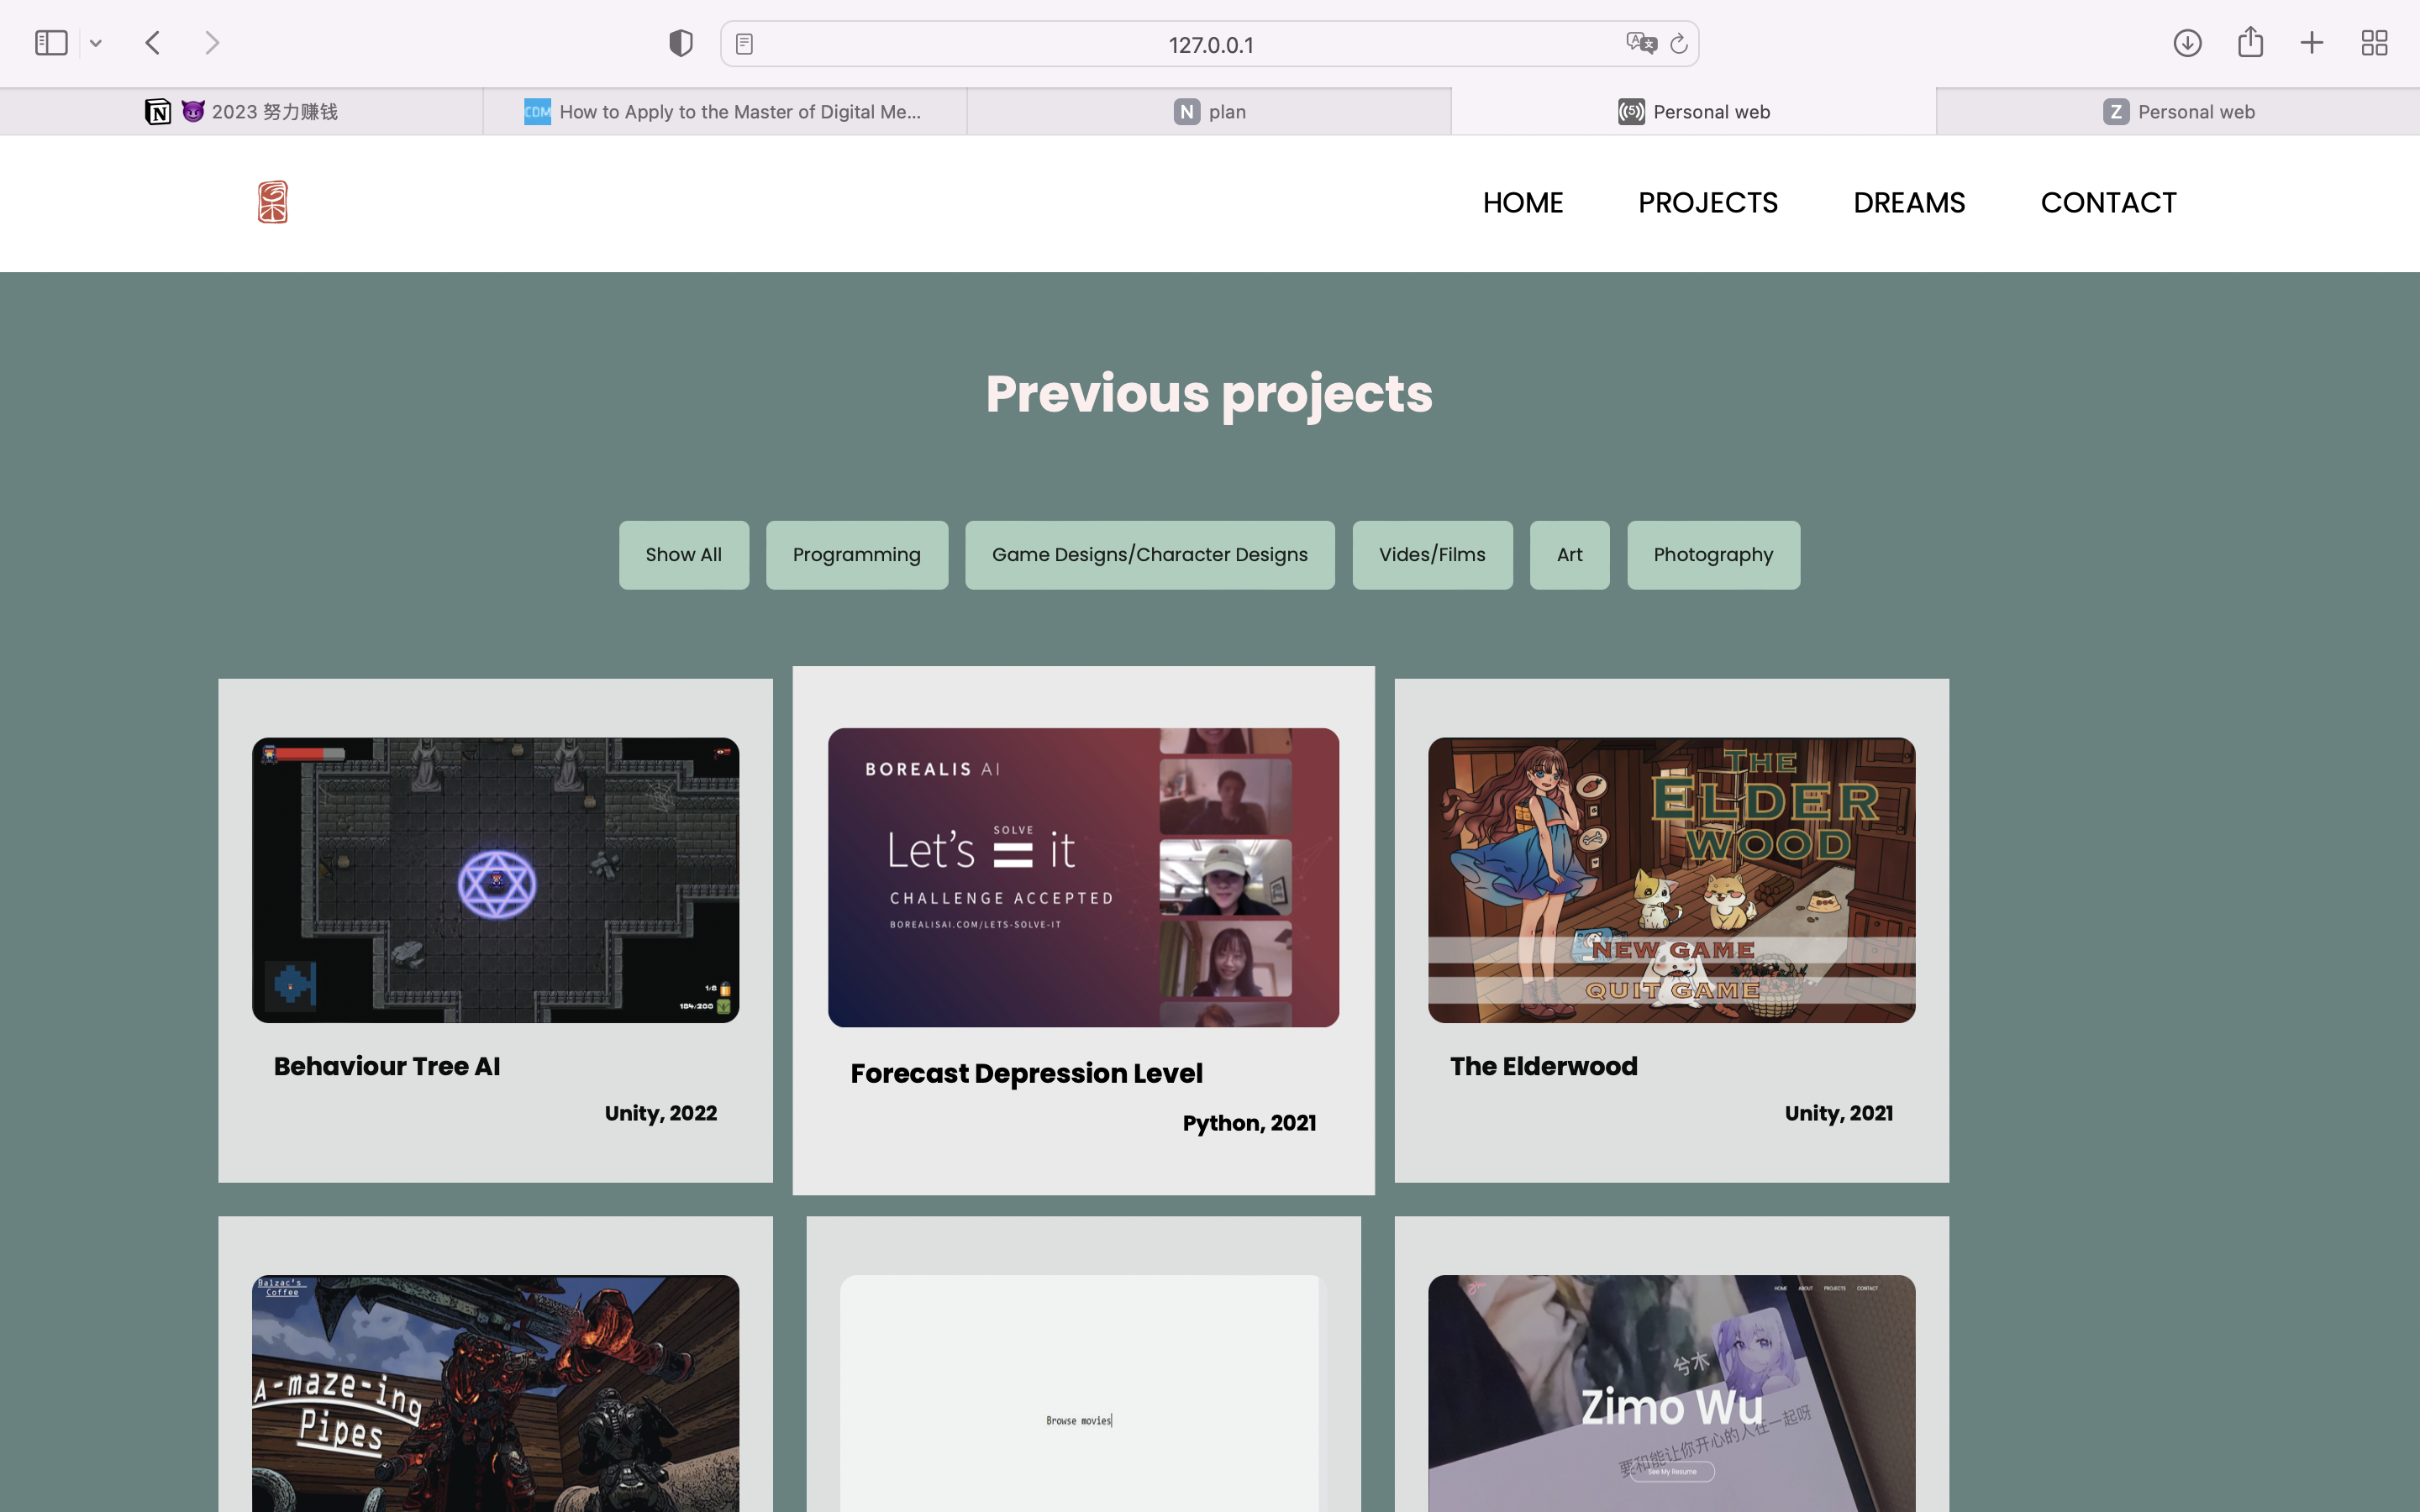 127.0.0.1
😈 2023 努力赚钱
CDM How to Apply to the Master of Digital Me...
N plan
Personal web
Z Personal web
HOME PROJECTS DREAMS CONTACT
Previous projects
Show All
Programming
Game Designs/Character Designs
Vides/Films
Art
Photography
1/8
184/200
Behaviour Tree AI
Unity, 2022
BOREALIS AI
Let's SOLVE = it
CHALLENGE ACCEPTED
BOREALISAI.COM/LETS-SOLVE-IT
Forecast Depression Level
Python, 2021
THE
ELDER
WOOD
NEW GAME
QUIT GAME
The Elderwood
Unity, 2021
Balzac's
Coffee
A-maze-ing
Pipes
Browse movies
HOME ABOUT PROJECTS CONTACT
兮木
Zimo Wu
要和能让你开心的人在一起呀
See My Resume